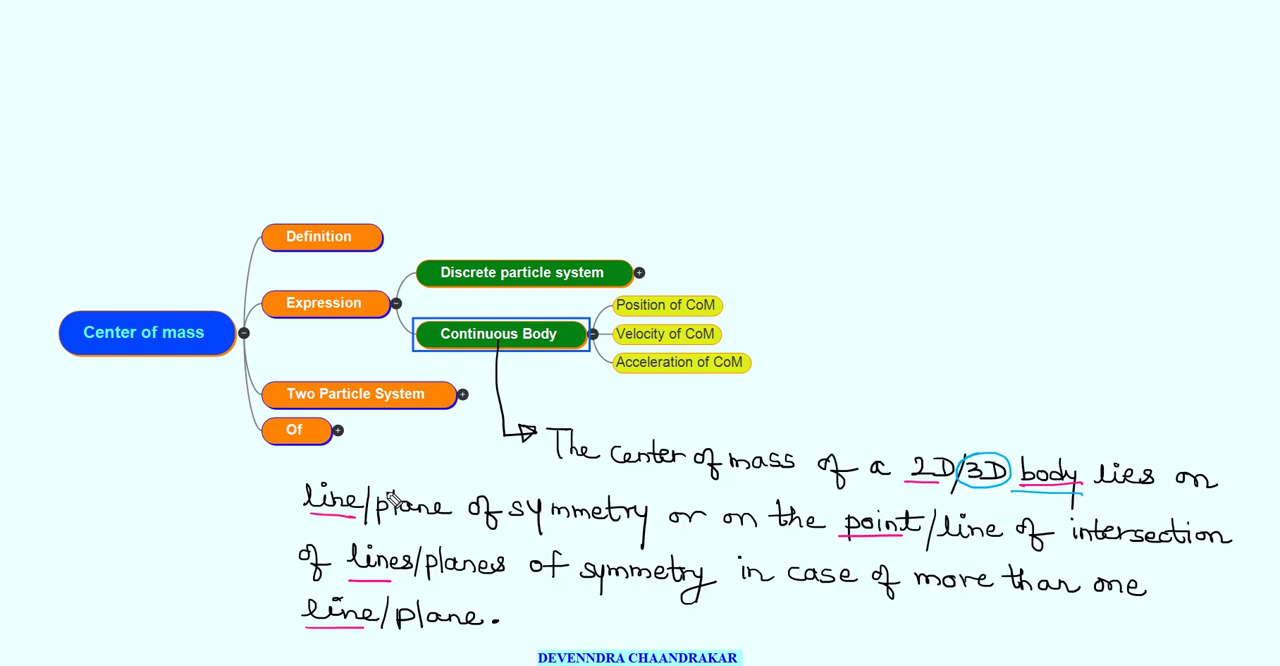 Definition
Discrete particle system
Expression
Position of CoM
Center of mass
Continuous Body
Velocity of CoM
Acceleration of CoM
Two Particle System
Of
The center of mass of a 2D/3D body lies on
line/plane of symmetry or on the point/line of intersection
of lines/planes of symmetry in case of more than one
line/plane.
DEVENNDRA CHAANDRAKAR